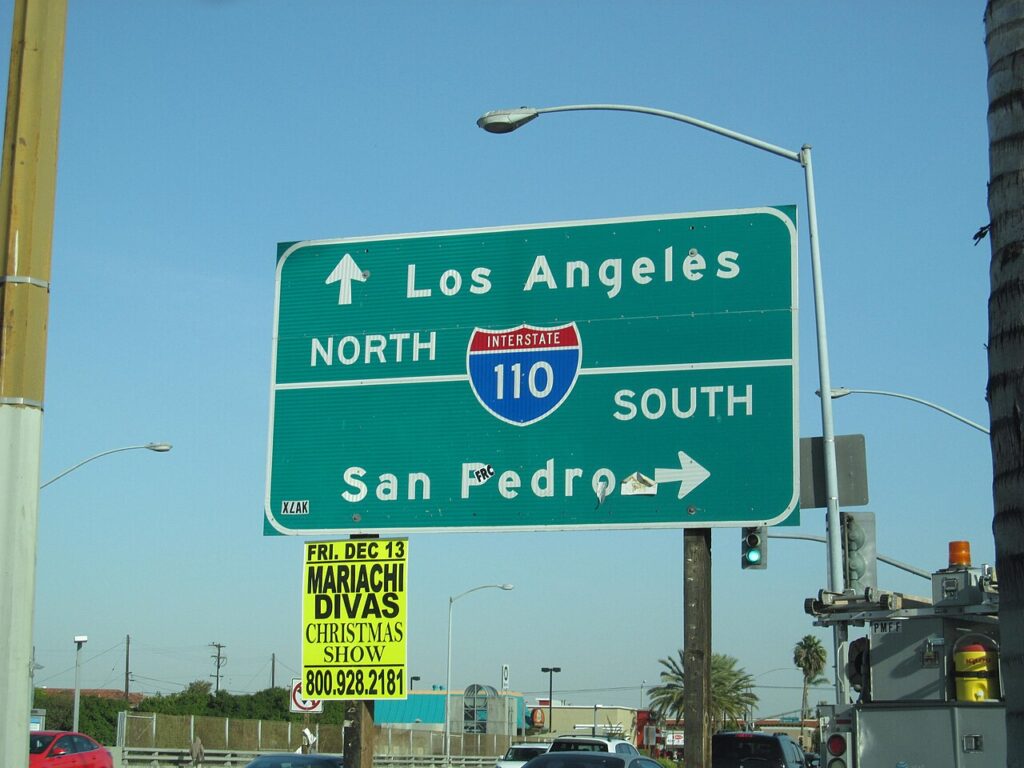 Los Angeles
NORTH
INTERSTATE
110
SOUTH
San Pedro
FRC
XLAK
FRI. DEC 13
MARIACHI
DIVAS
CHRISTMAS
SHOW
800.928.2181